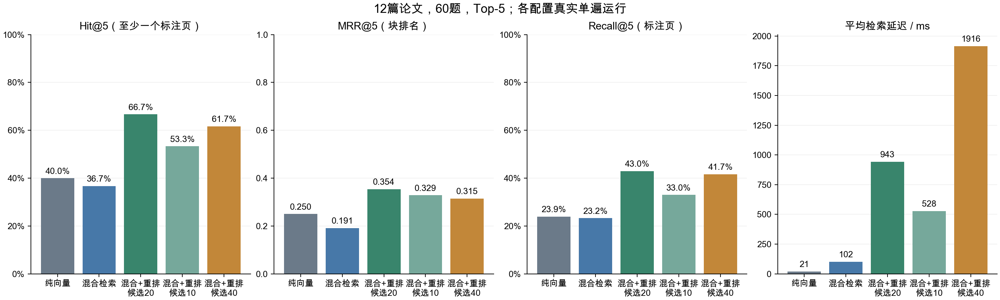 12篇论文，60题，Top-5；各配置真实单遍运行
Hit@5（至少一个标注页）
100%
80%
60%
40%
20%
0%
40.0%
36.7%
66.7%
53.3%
61.7%
纯向量
混合检索
混合+重排
候选20
混合+重排
候选10
混合+重排
候选40
MRR@5（块排名）
1.0
0.8
0.6
0.4
0.2
0.0
0.250
0.191
0.354
0.329
0.315
纯向量
混合检索
混合+重排
候选20
混合+重排
候选10
混合+重排
候选40
Recall@5（标注页）
100%
80%
60%
40%
20%
0%
23.9%
23.2%
43.0%
33.0%
41.7%
纯向量
混合检索
混合+重排
候选20
混合+重排
候选10
混合+重排
候选40
平均检索延迟 / ms
2000
1750
1500
1250
1000
750
500
250
0
21
102
943
528
1916
纯向量
混合检索
混合+重排
候选20
混合+重排
候选10
混合+重排
候选40